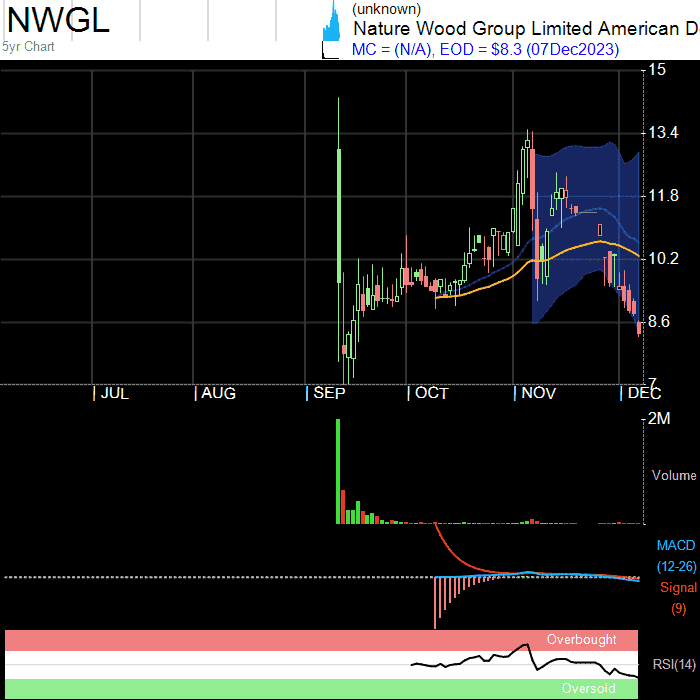 NWGL
5yr Chart
(unknown)
Nature Wood Group Limited American D
MC = (N/A), EOD = $8.3 (07Dec2023)
15
13.4
11.8
10.2
8.6
7
JUL
AUG
SEP
OCT
NOV
DEC
2M
Volume
MACD
(12-26)
Signal
(9)
Overbought
RSI(14)
Oversold